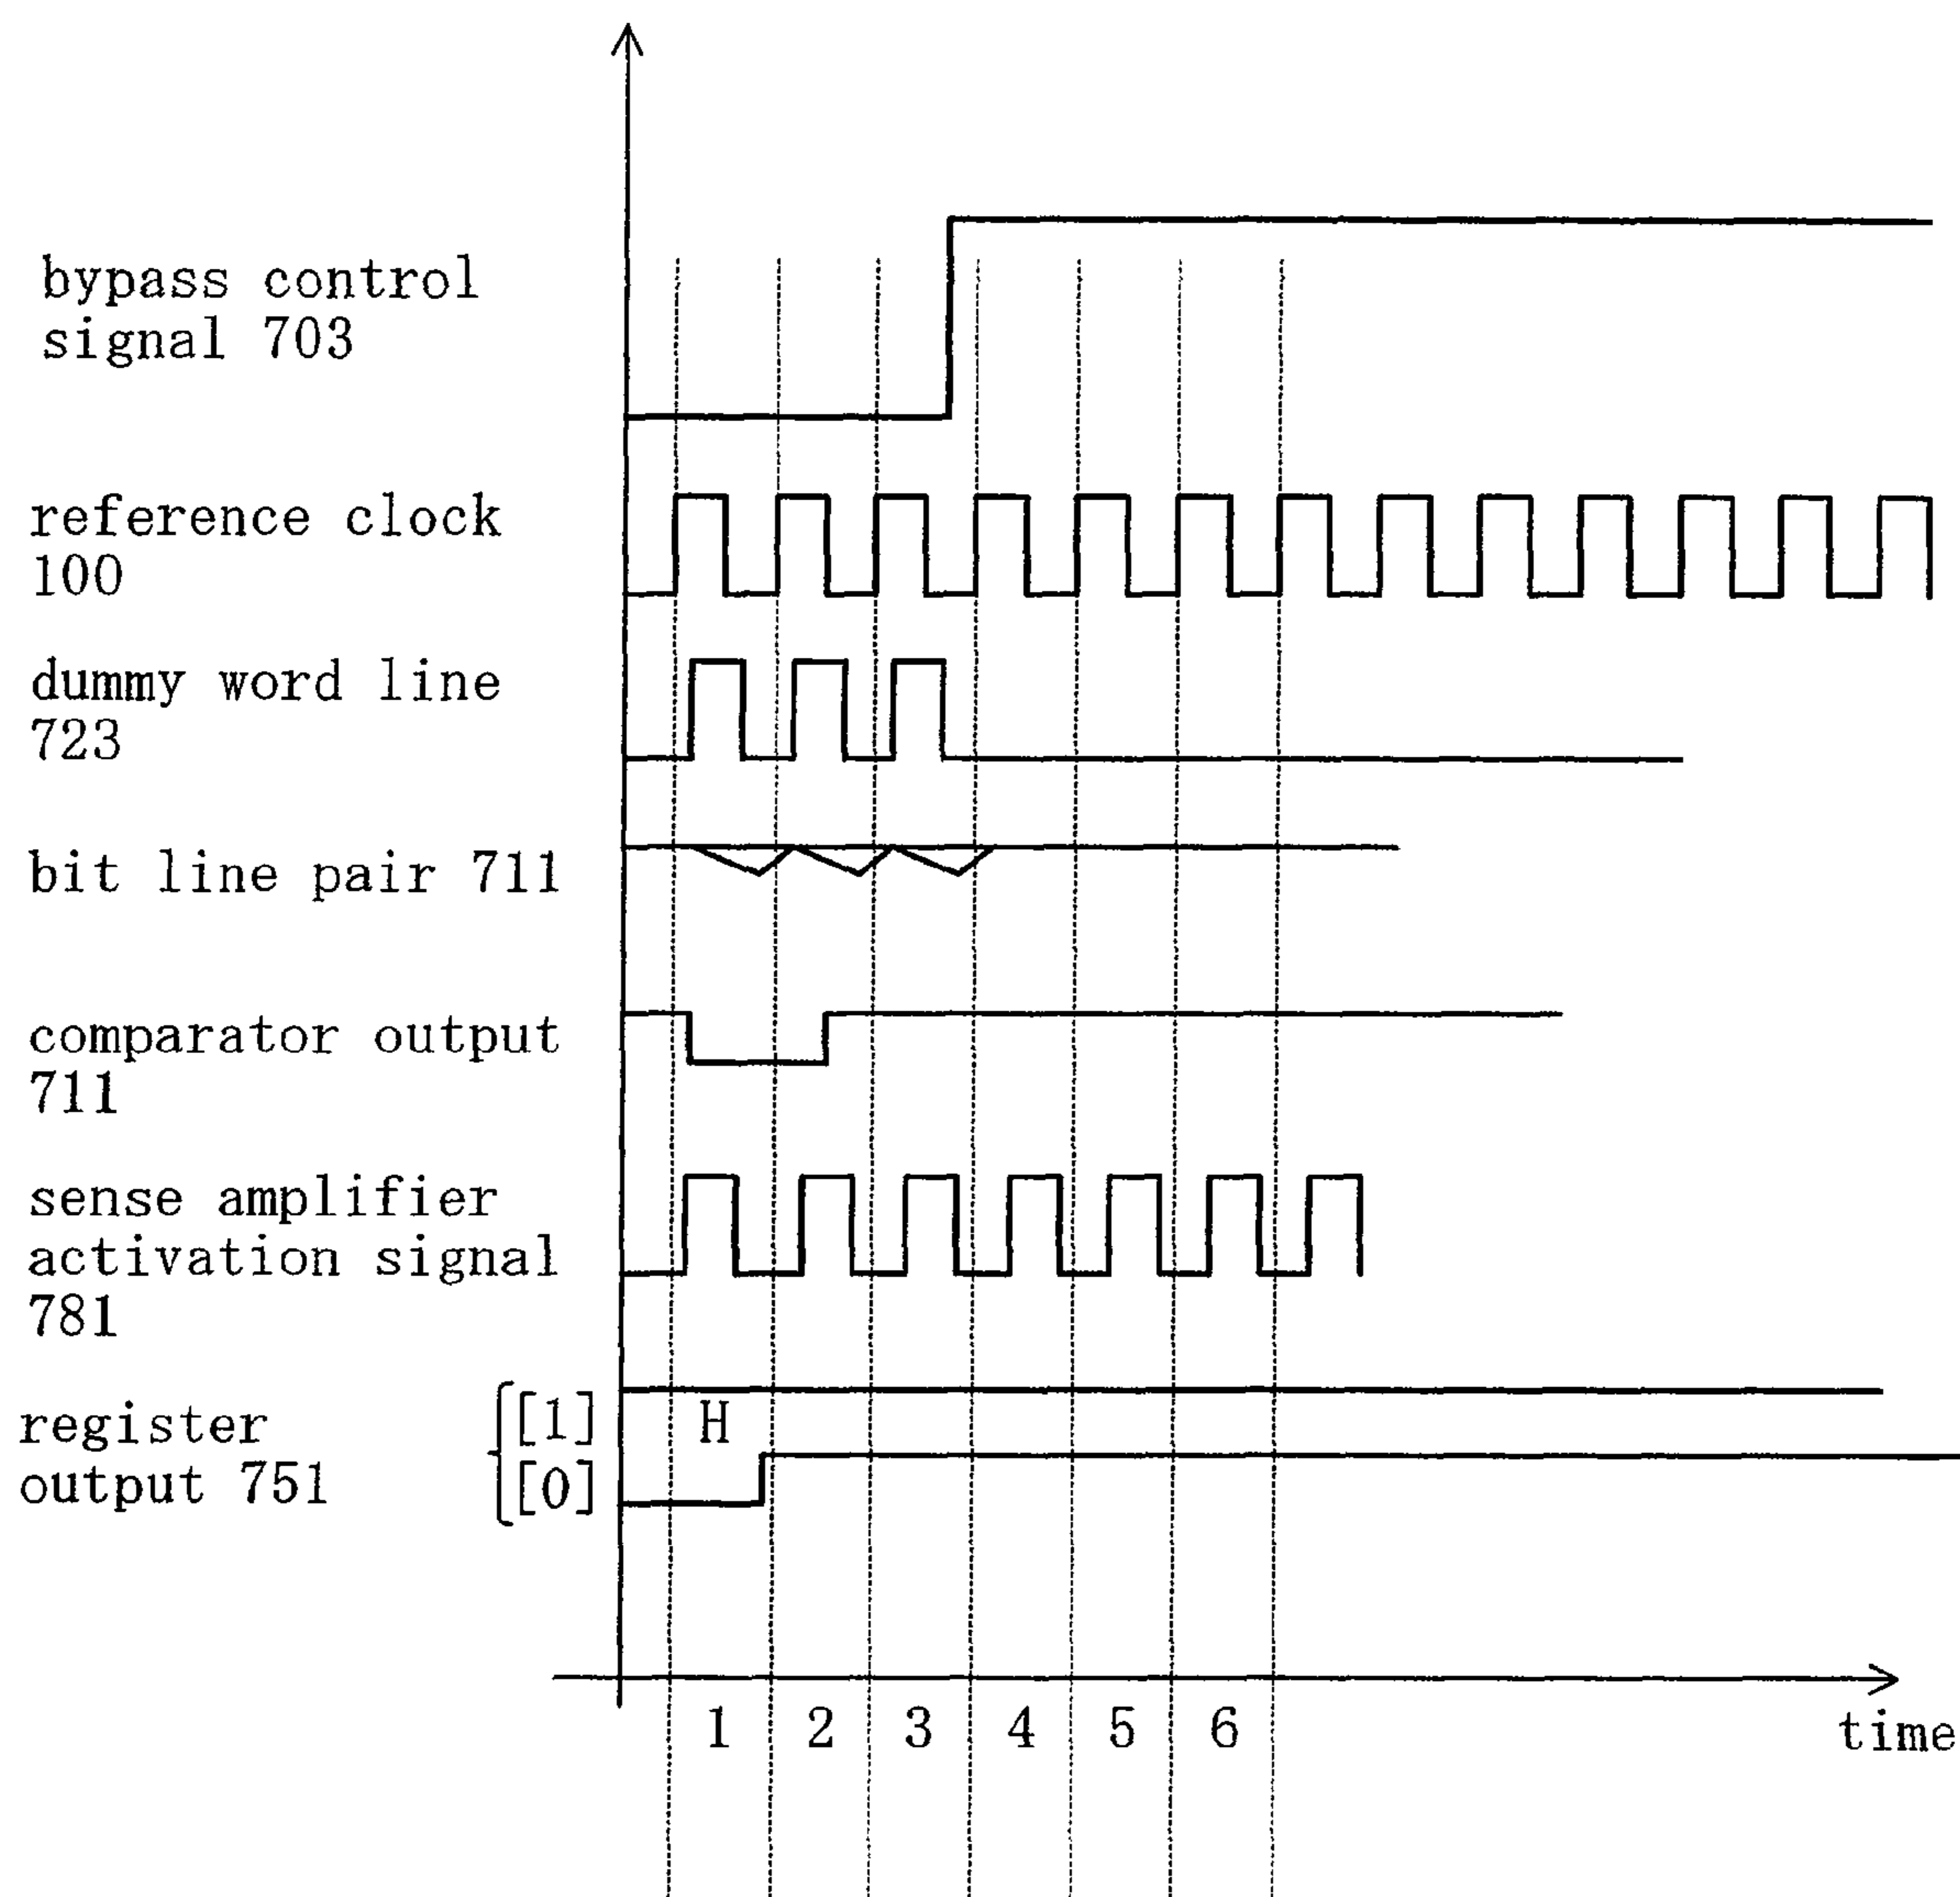 bypass control
signal 703
reference clock
100
dummy word line
723
bit line pair 711
comparator output
711
sense amplifier
activation signal
781
register
output 751
[1]
[0]
H
1 2 3 4 5 6
time